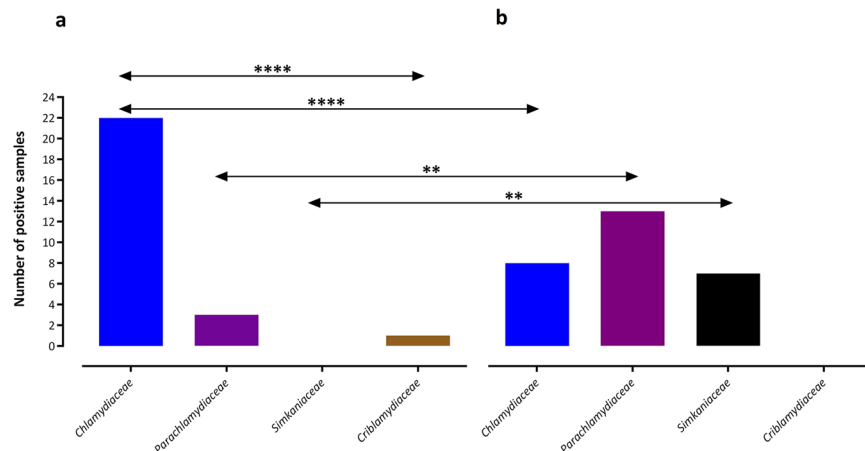 a
b
****
****
**
**
Number of positive samples
24
22
20
18
16
14
12
10
8
6
4
2
0
Chlamydiaceae
Parachlamydiaceae
Simkaniaceae
Criblamydiaceae
Chlamydiaceae
Parachlamydiaceae
Simkaniaceae
Criblamydiaceae